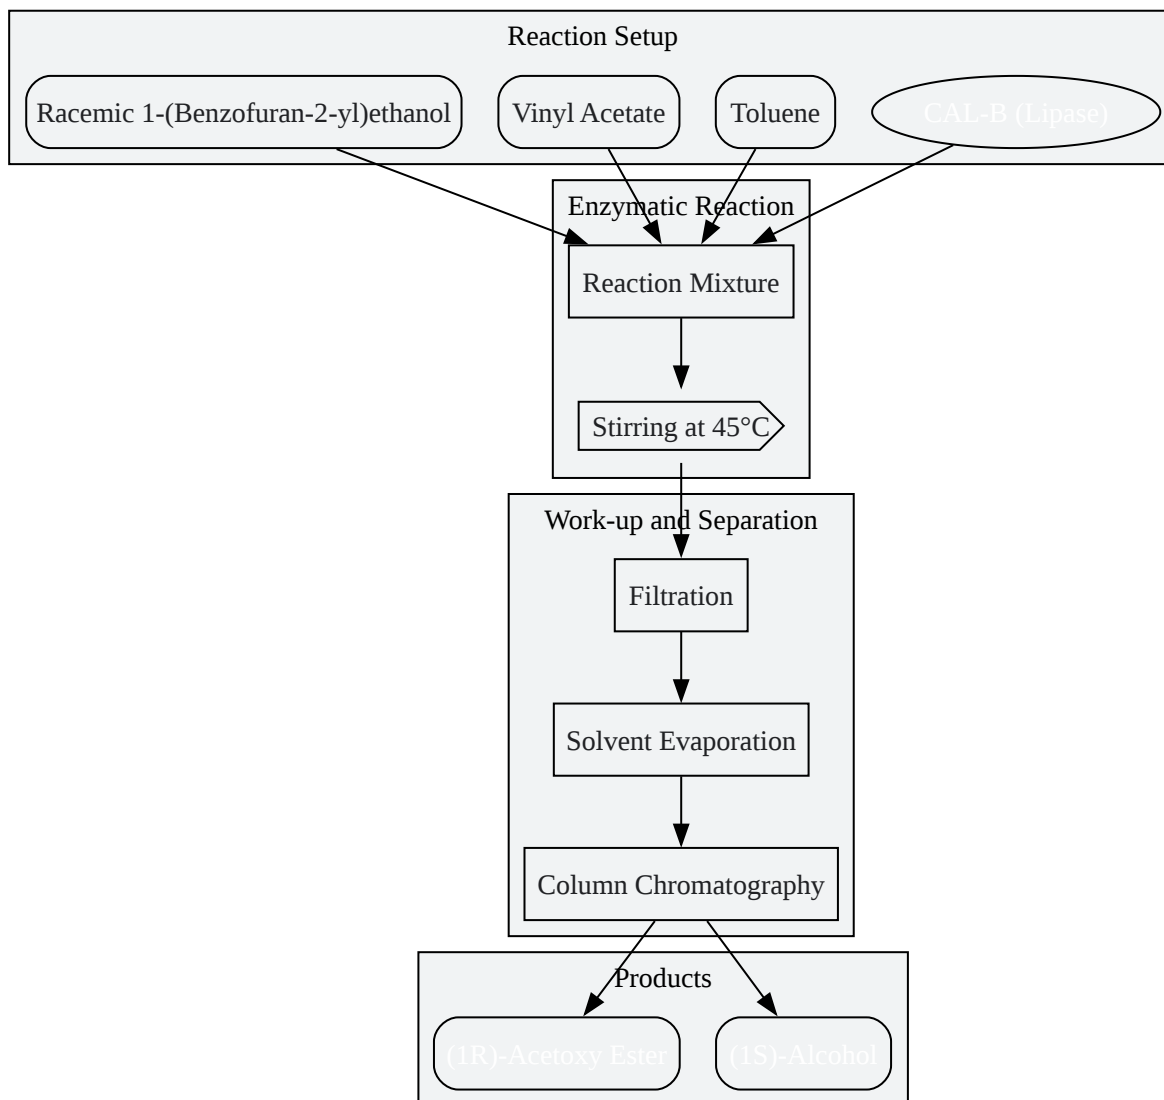 Reaction Setup
Racemic 1-(Benzofuran-2-yl)ethanol
Vinyl Acetate
Toluene
CAL-B (Lipase)
Enzymatic Reaction
Reaction Mixture
Stirring at 45°C
Work-up and Separation
Filtration
Solvent Evaporation
Column Chromatography
Products
(1R)-Acetoxy Ester
(1S)-Alcohol